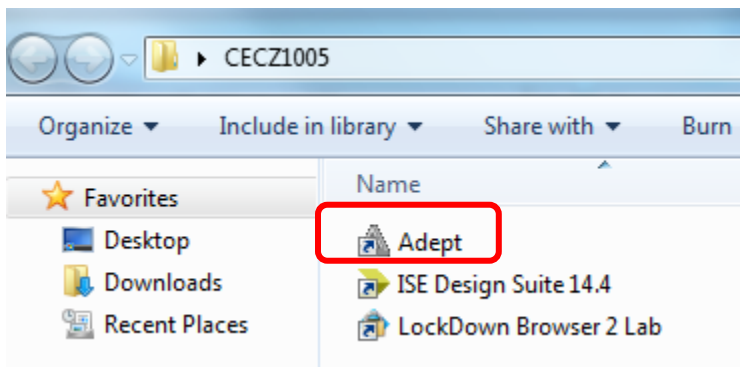 CECZ1005
Organize Include in library Share with Burn
Name
Favorites
Desktop
Downloads
Recent Places
Adept
ISE Design Suite 14.4
LockDown Browser 2 Lab